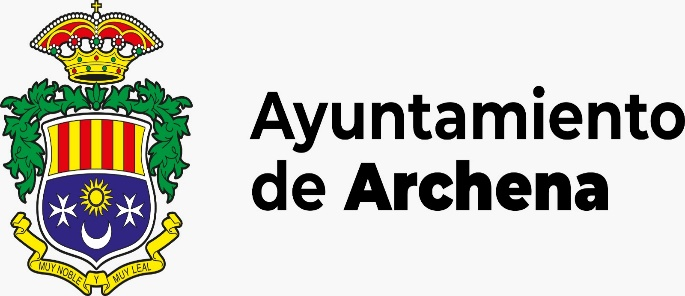 Ayuntamiento
de Archena
MUY NOBLE Y MUY LEAL